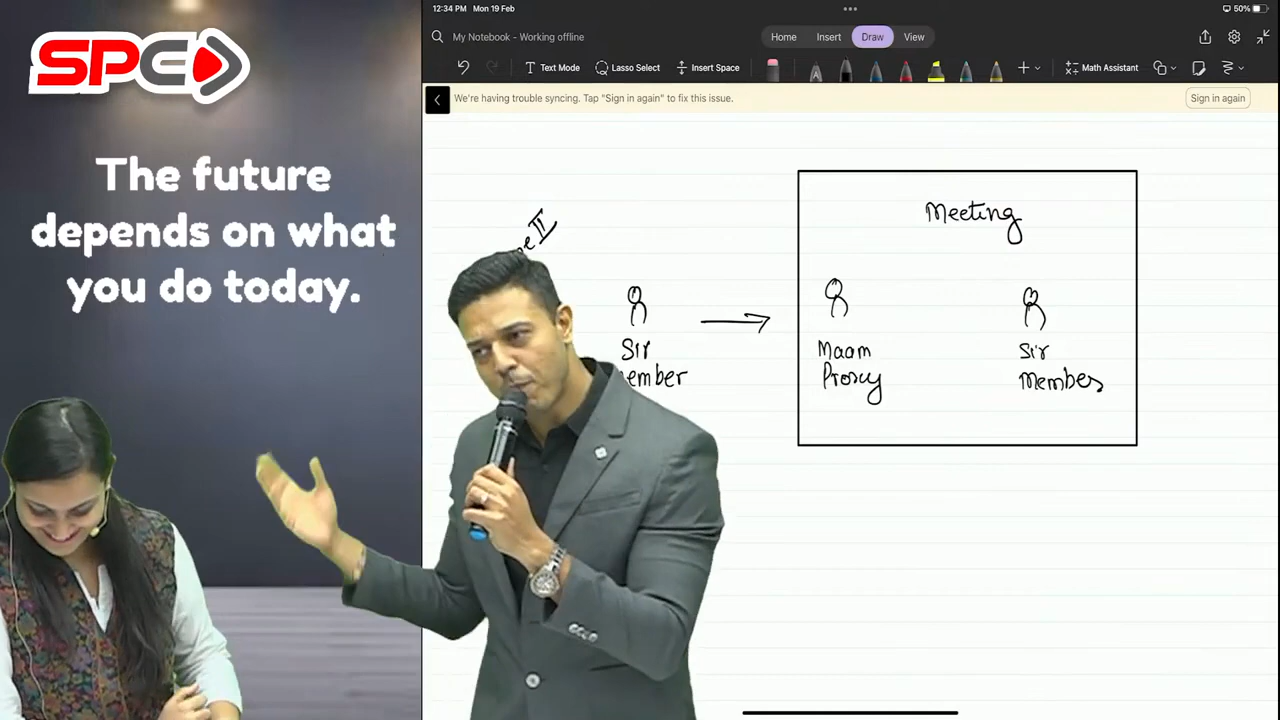 SPE
The future
depends on what
you do today.
12:34 PM Mon 19 Feb
50%
My Notebook - Working offline
Home
Insert
Draw
View
Text Mode
Lasso Select
Insert Space
Math Assistant
We're having trouble syncing. Tap "Sign in again" to fix this issue.
Sign in again
Meeting
II
Sir
ember
Maam
Proxy
Sir
Member